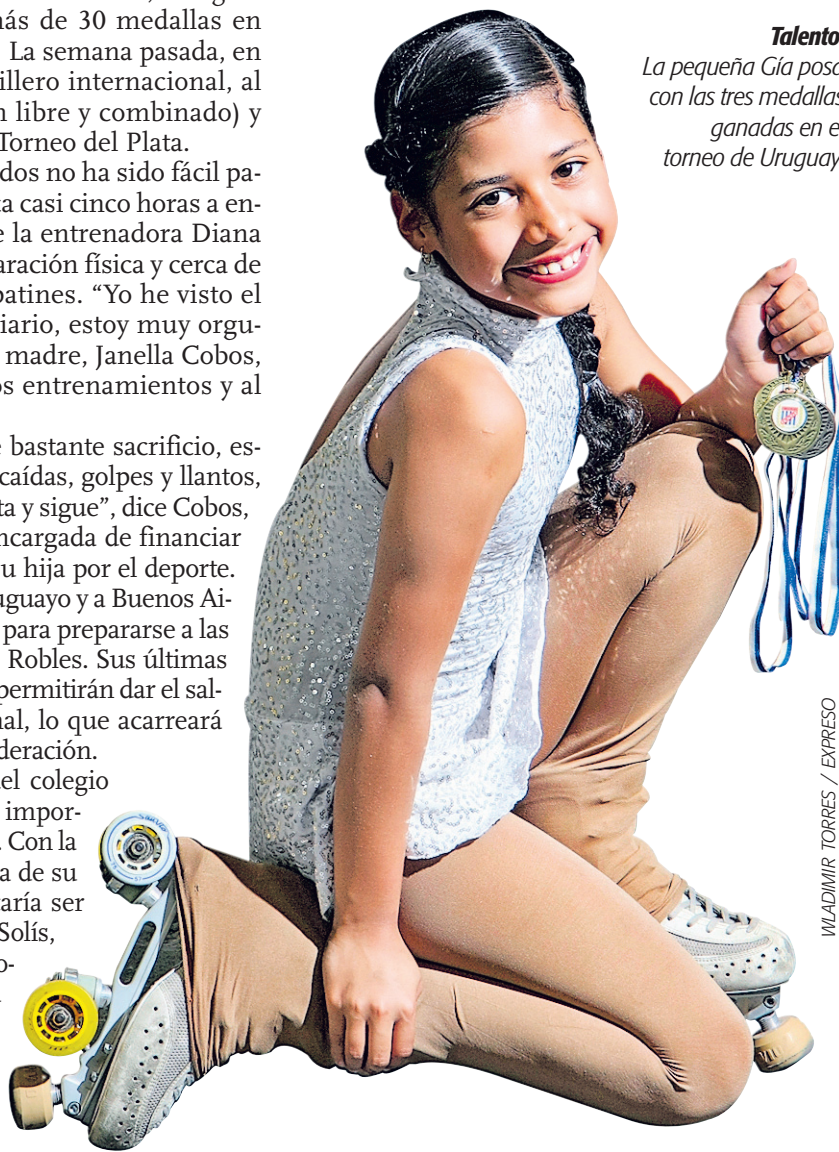 más de 30 medallas en
La semana pasada, en
illero internacional, al
n libre y combinado) y
Torneo del Plata.
dos no ha sido fácil pa-
ta casi cinco horas a en-
e la entrenadora Diana
aración física y cerca de
patines. “Yo he visto el
iario, estoy muy orgu-
madre, Janella Cobos,
os entrenamientos y al
e bastante sacrificio, es-
caídas, golpes y llantos,
ta y sigue”, dice Cobos,
ncargada de financiar
u hija por el deporte.
uguayo y a Buenos Ai-
para prepararse a las
Robles. Sus últimas
permitirán dar el sal-
nal, lo que acarreará
deración.
el colegio
impor-
. Con la
a de su
taría ser
Solís,
o-
Talento
La pequeña Gía posa
con las tres medallas
ganadas en e
torneo de Uruguay
WLADIMIR TORRES / EXPRESO